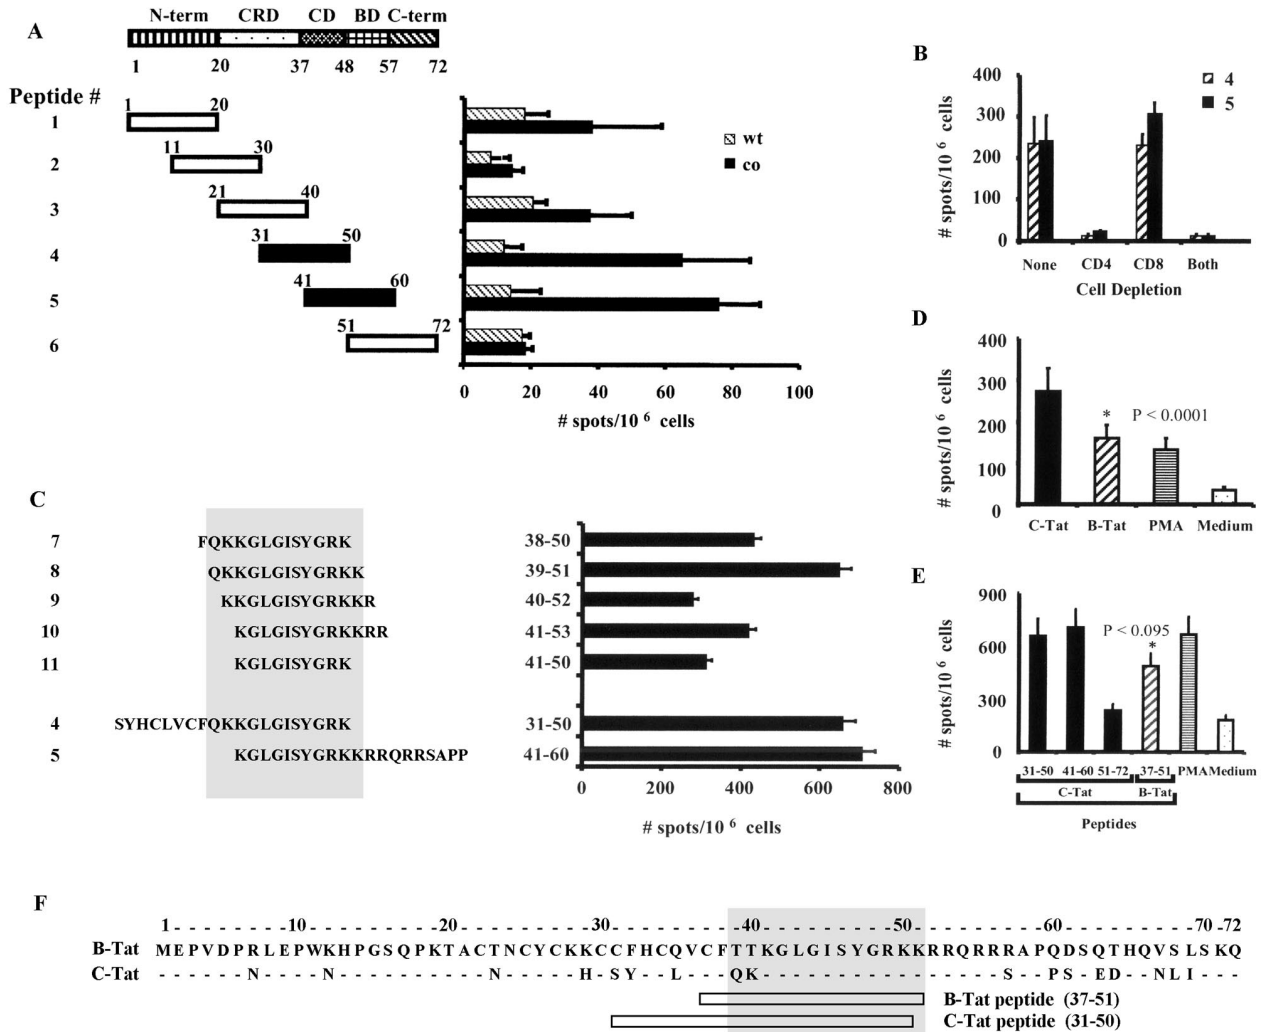 A
N-term CRD CD BD C-term
1 20 37 48 57 72
Peptide #
1 1 20
2 11 30
3 21 40
4 31 50
5 41 60
6 51 72
wt
co
0 20 40 60 80 100
# spots/10 6 cells
B
# spots/10 6 cells
400
300
200
100
0
4
5
None CD4 CD8 Both
Cell Depletion
C
7 FQKKGLGISYGRK 38-50
8 QKKGLGISYGRKK 39-51
9 KKGLGISYGRKKR 40-52
10 KGLGISYGRKKRR 41-53
11 KGLGISYGRK 41-50
4 SYHCLVCFQKKGLGISYGRK 31-50
5 KGLGISYGRKKRRQRRSAPP 41-60
0 200 400 600 800
# spots/10 6 cells
D
# spots/10 6 cells
400
300
200
100
0
* P < 0.0001
C-Tat B-Tat PMA Medium
E
# spots/10 6 cells
900
600
300
0
P < 0.095
*
31-50 41-60 51-72 37-51 PMA Medium
C-Tat B-Tat
Peptides
F
1 - - - - - - - 10 - - - - - - - - 20 - - - - - - - - 30 - - - - - - - - 40 - - - - - - - - 50 - - - - - - - - 60 - - - - - - - - 70 - 72
B-Tat MEPVDPRLEPWKHPGSQPKTACTNCYCKKCCFHCQVCFTTKGLGISYGRKKRRQRRRAPQDSQTHQVSLSKQ
C-Tat - - - - - - N - - - - N - - - - - - - - - - N - - - - - H - S Y - - L - - - Q K - - - - - - - - - - - - - - - - S - - P S - E D - - N L I - - -
B-Tat peptide (37-51)
C-Tat peptide (31-50)